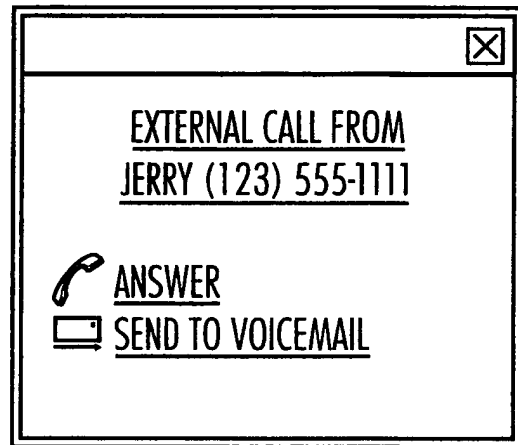 EXTERNAL CALL FROM
JERRY (123) 555-1111
ANSWER
SEND TO VOICEMAIL